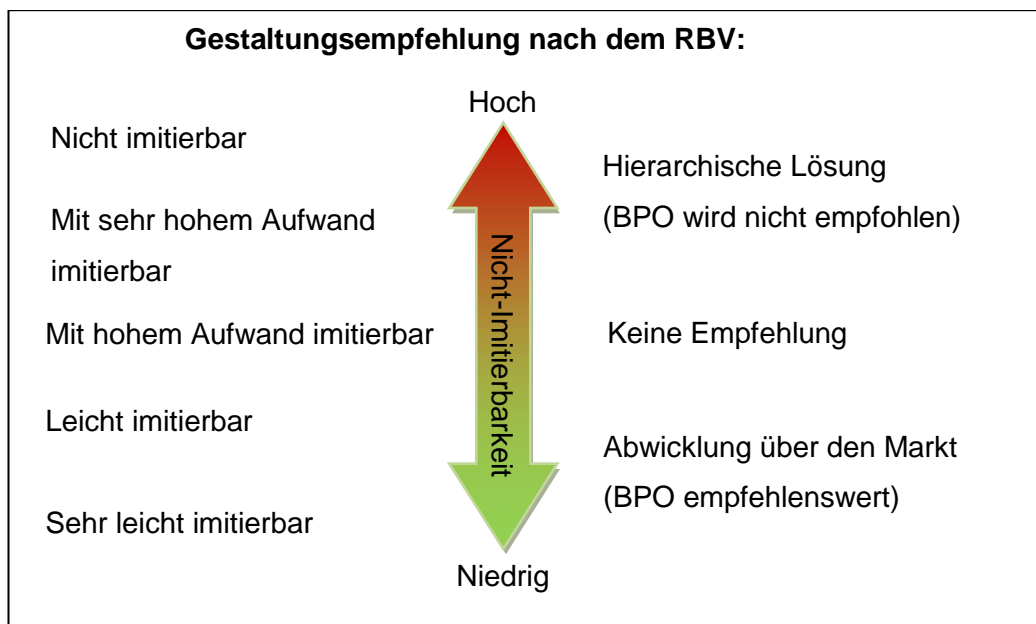 Gestaltungsempfehlung nach dem RBV:
Hoch
Nicht imitierbar
Mit sehr hohem Aufwand
imitierbar
Mit hohem Aufwand imitierbar
Leicht imitierbar
Sehr leicht imitierbar
Nicht-Imitierbarkeit
Hierarchische Lösung
(BPO wird nicht empfohlen)
Keine Empfehlung
Abwicklung über den Markt
(BPO empfehlenswert)
Niedrig